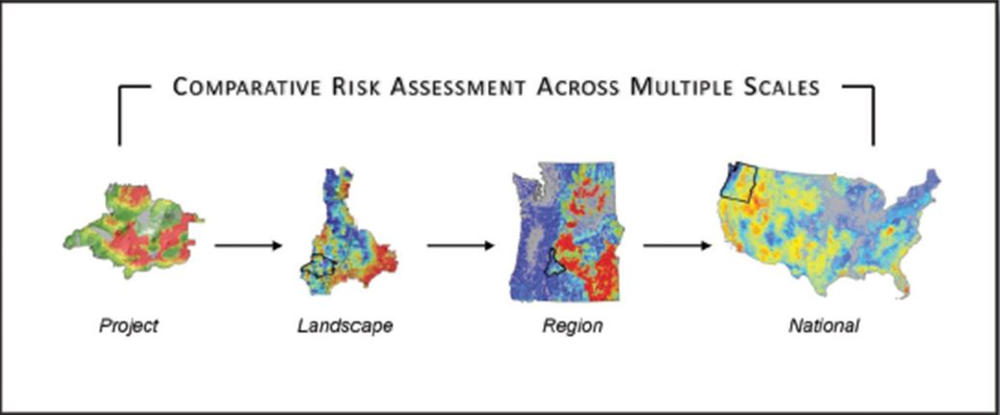 Comparative Risk Assessment Across Multiple Scales
Project
Landscape
Region
National